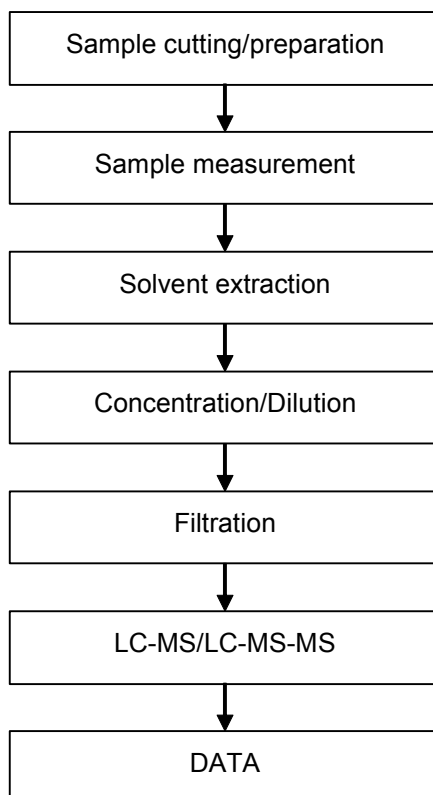 Sample cutting/preparation
Sample measurement
Solvent extraction
Concentration/Dilution
Filtration
LC-MS/LC-MS-MS
DATA